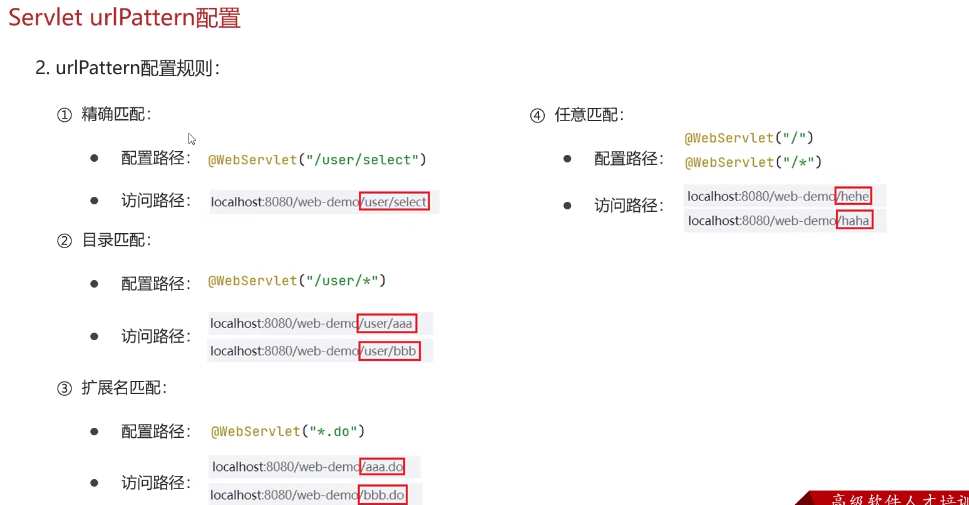 Servlet urlPattern配置
2. urlPattern配置规则：
① 精确匹配：
● 配置路径： @WebServlet("/user/select")
● 访问路径： localhost:8080/web-demo/user/select
② 目录匹配：
● 配置路径： @WebServlet("/user/*")
● 访问路径： localhost:8080/web-demo/user/aaa
localhost:8080/web-demo/user/bbb
③ 扩展名匹配：
● 配置路径： @WebServlet("*.do")
● 访问路径： localhost:8080/web-demo/aaa.do
localhost:8080/web-demo/bbb.do
④ 任意匹配：
● 配置路径： @WebServlet("/")
@WebServlet("/*")
● 访问路径： localhost:8080/web-demo/hehe
localhost:8080/web-demo/haha
高级软件人才培训